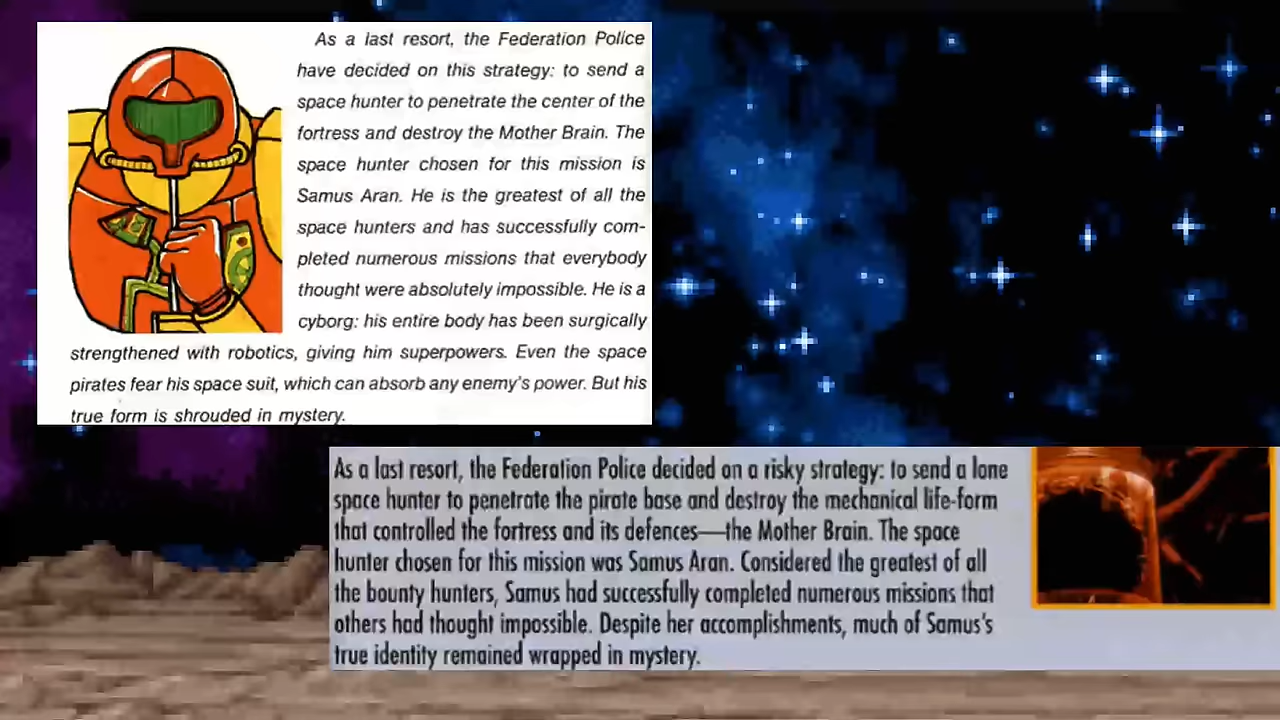 As a last resort, the Federation Police
have decided on this strategy: to send a
space hunter to penetrate the center of the
fortress and destroy the Mother Brain. The
space hunter chosen for this mission is
Samus Aran. He is the greatest of all the
space hunters and has successfully com-
pleted numerous missions that everybody
thought were absolutely impossible. He is a
cyborg: his entire body has been surgically
strengthened with robotics, giving him superpowers. Even the space
pirates fear his space suit, which can absorb any enemy's power. But his
true form is shrouded in mystery.
As a last resort, the Federation Police decided on a risky strategy: to send a lone
space hunter to penetrate the pirate base and destroy the mechanical life-form
that controlled the fortress and its defences—the Mother Brain. The space
hunter chosen for this mission was Samus Aran. Considered the greatest of all
the bounty hunters, Samus had successfully completed numerous missions that
others had thought impossible. Despite her accomplishments, much of Samus's
true identity remained wrapped in mystery.